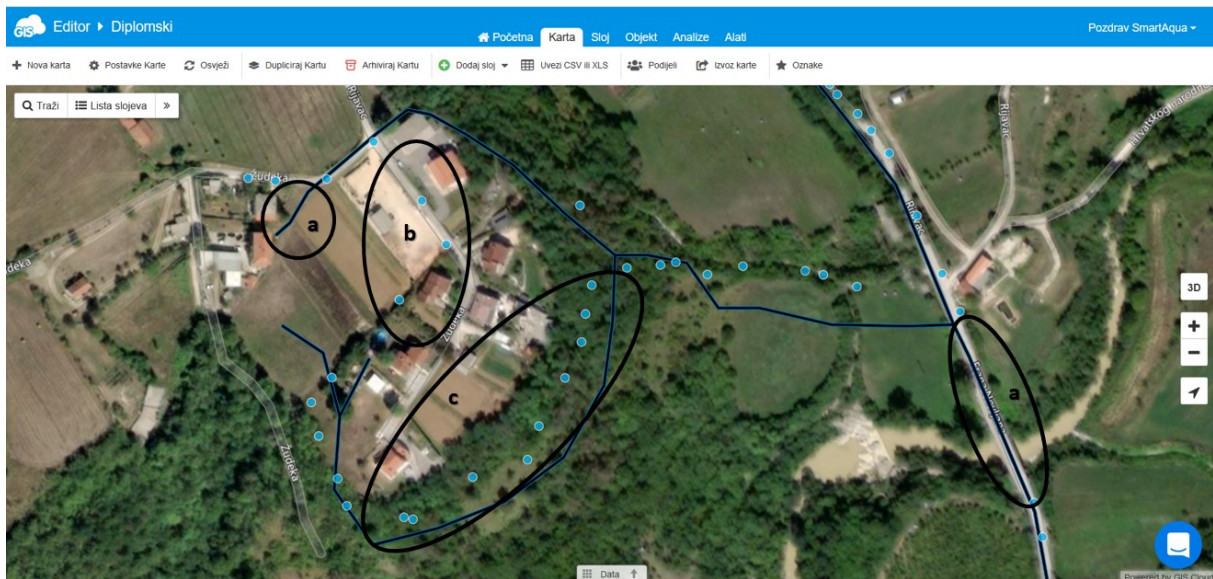 GIS Editor ▸ Diplomski
Početna Karta Sloj Objekt Analize Alati
Pozdrav SmartAqua
Nova karta Postavke Karte Osvježi Dupliciraj Kartu Arhiviraj Kartu Dodaj sloj Uvezi CSV ili XLS Podijeli Izvoz karte Oznake
Traži Lista slojeva »
Rijavac
Rijavac
Žudeka
a
b
Rijavac
Žudeka
3D
c
a
Žudeka
Data
Powered by GIS Cloud